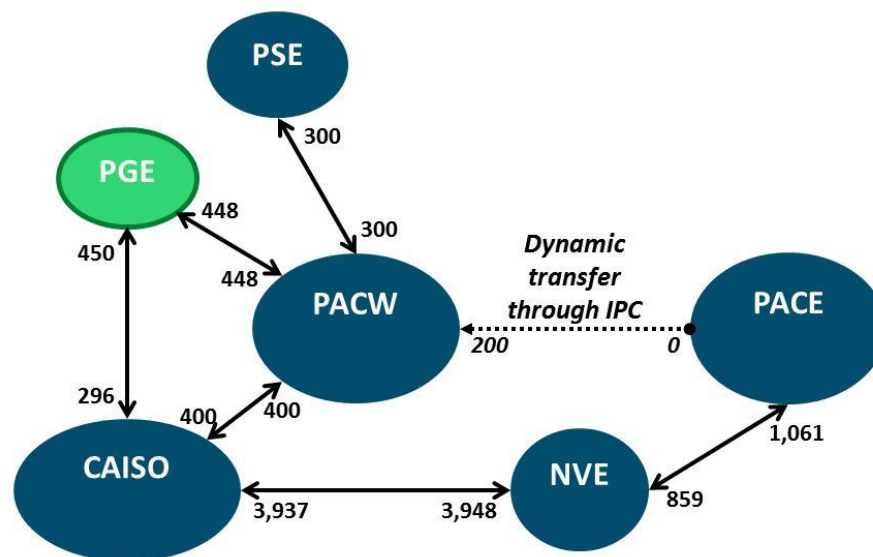 PSE
300
PGE
448
450
300
448
Dynamic
transfer
through IPC
PACW
PACE
200
0
296
400
400
1,061
CAISO
NVE
3,937
3,948
859